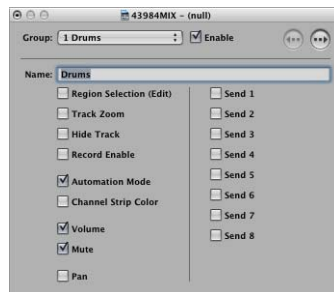 43984MIX – (null)
Group: 1 Drums Enable
Name: Drums
Region Selection (Edit)
Track Zoom
Hide Track
Record Enable
Automation Mode
Channel Strip Color
Volume
Mute
Pan
Send 1
Send 2
Send 3
Send 4
Send 5
Send 6
Send 7
Send 8